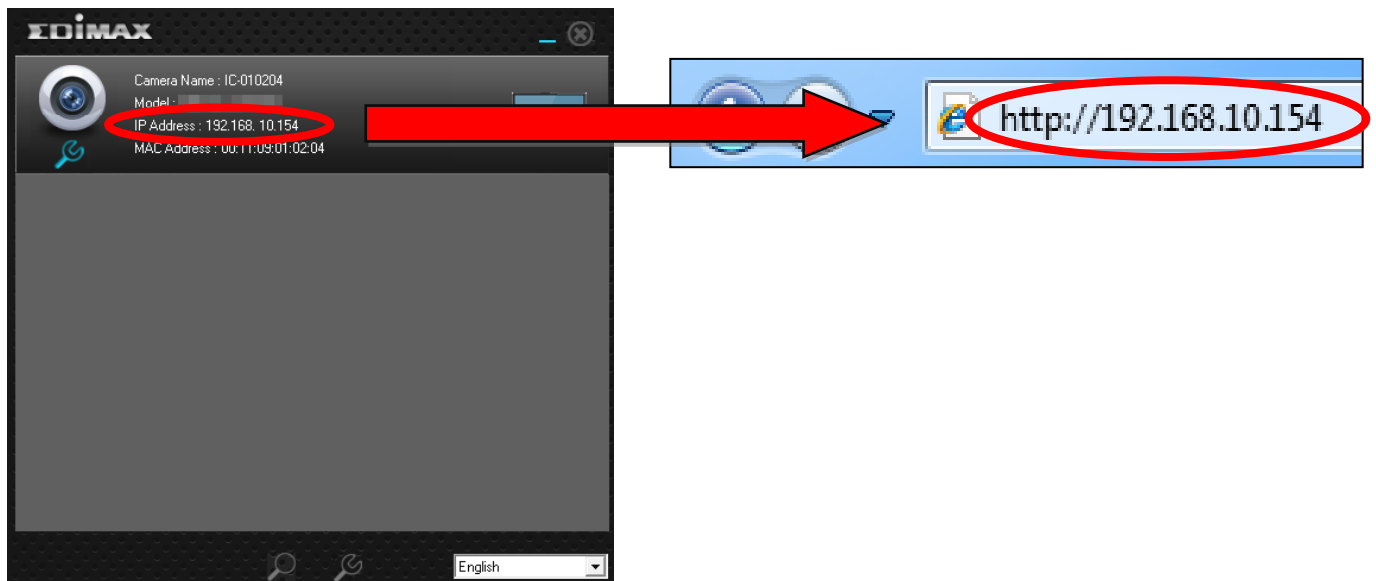 EDIMAX
Camera Name : IC-010204
Model :
IP Address : 192.168. 10.154
MAC Address : 00:11:09:01:02:04
English
http://192.168.10.154